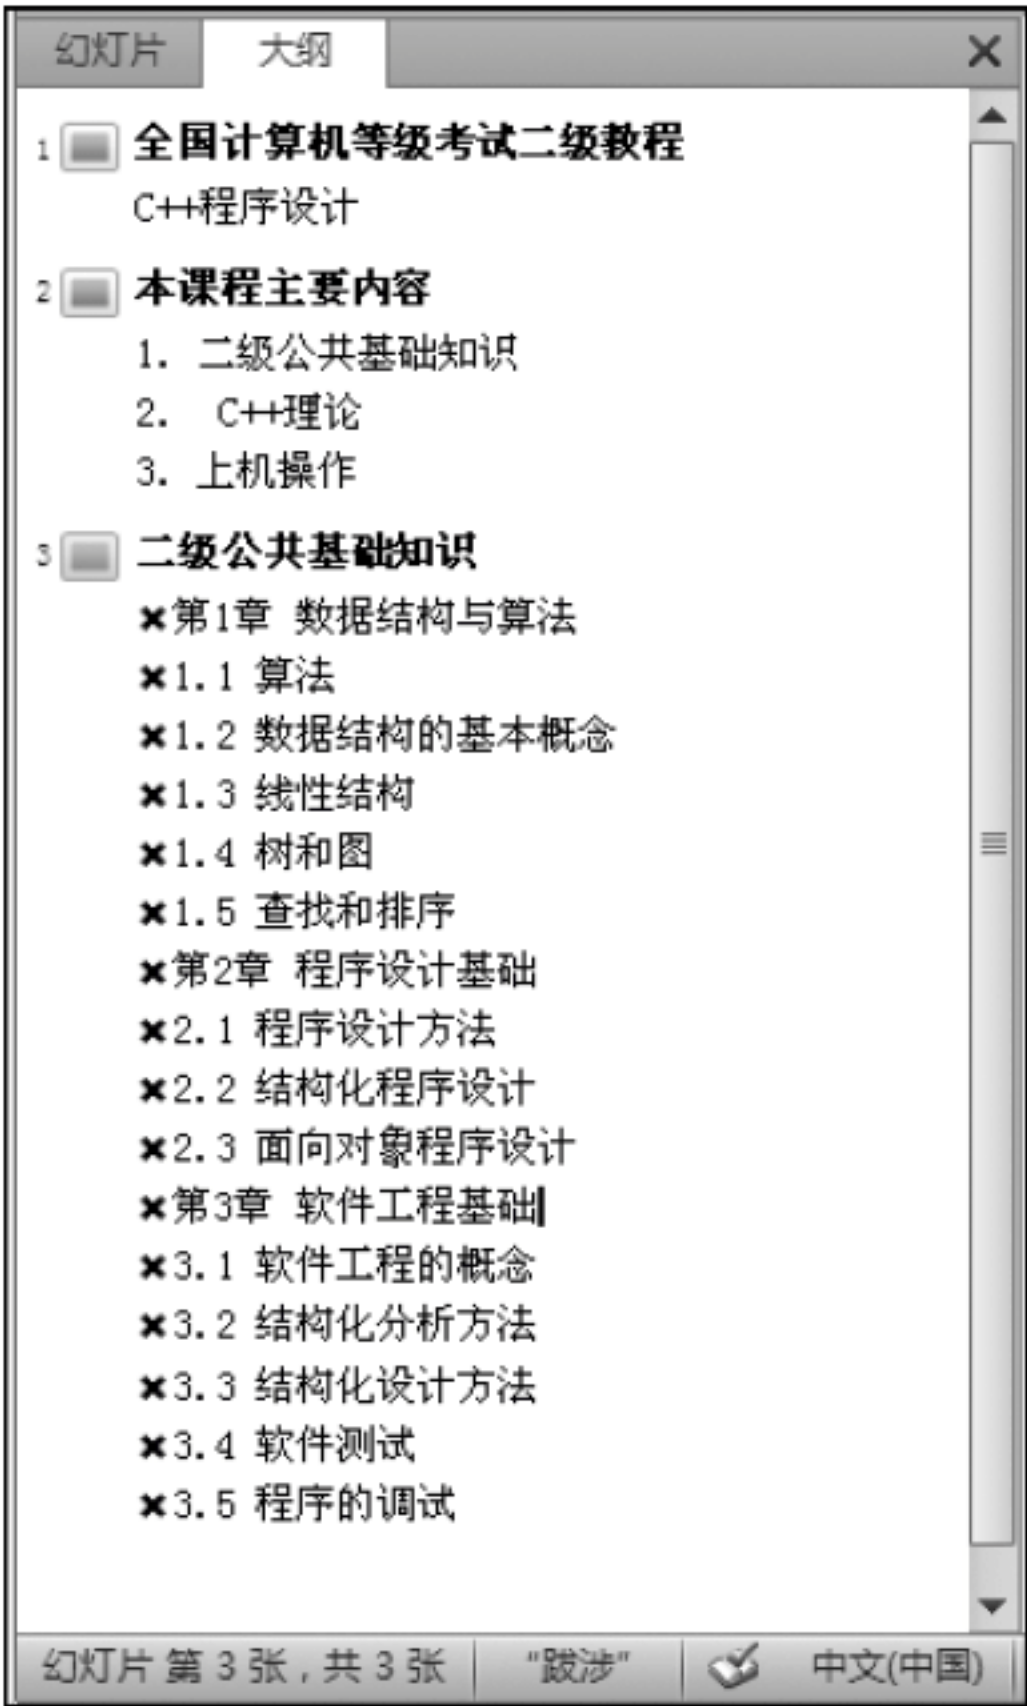 幻灯片 大纲
1 全国计算机等级考试二级教程
C++程序设计
2 本课程主要内容
1. 二级公共基础知识
2. C++理论
3. 上机操作
3 二级公共基础知识
×第1章 数据结构与算法
×1.1 算法
×1.2 数据结构的基本概念
×1.3 线性结构
×1.4 树和图
×1.5 查找和排序
×第2章 程序设计基础
×2.1 程序设计方法
×2.2 结构化程序设计
×2.3 面向对象程序设计
×第3章 软件工程基础
×3.1 软件工程的概念
×3.2 结构化分析方法
×3.3 结构化设计方法
×3.4 软件测试
×3.5 程序的调试
幻灯片 第 3 张，共 3 张 “跋涉” 中文(中国)